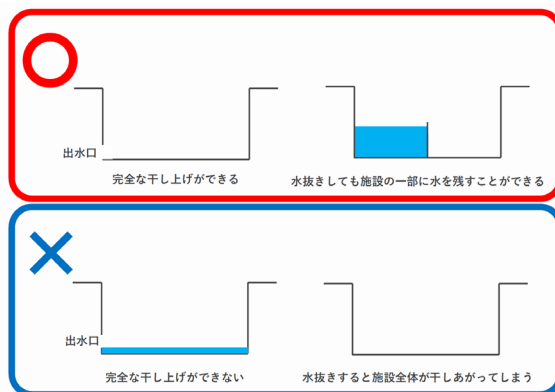 出水口
完全な干し上げができる
水抜きしても施設の一部に水を残すことができる
出水口
完全な干し上げができない
水抜きすると施設全体が干しあがってしまう